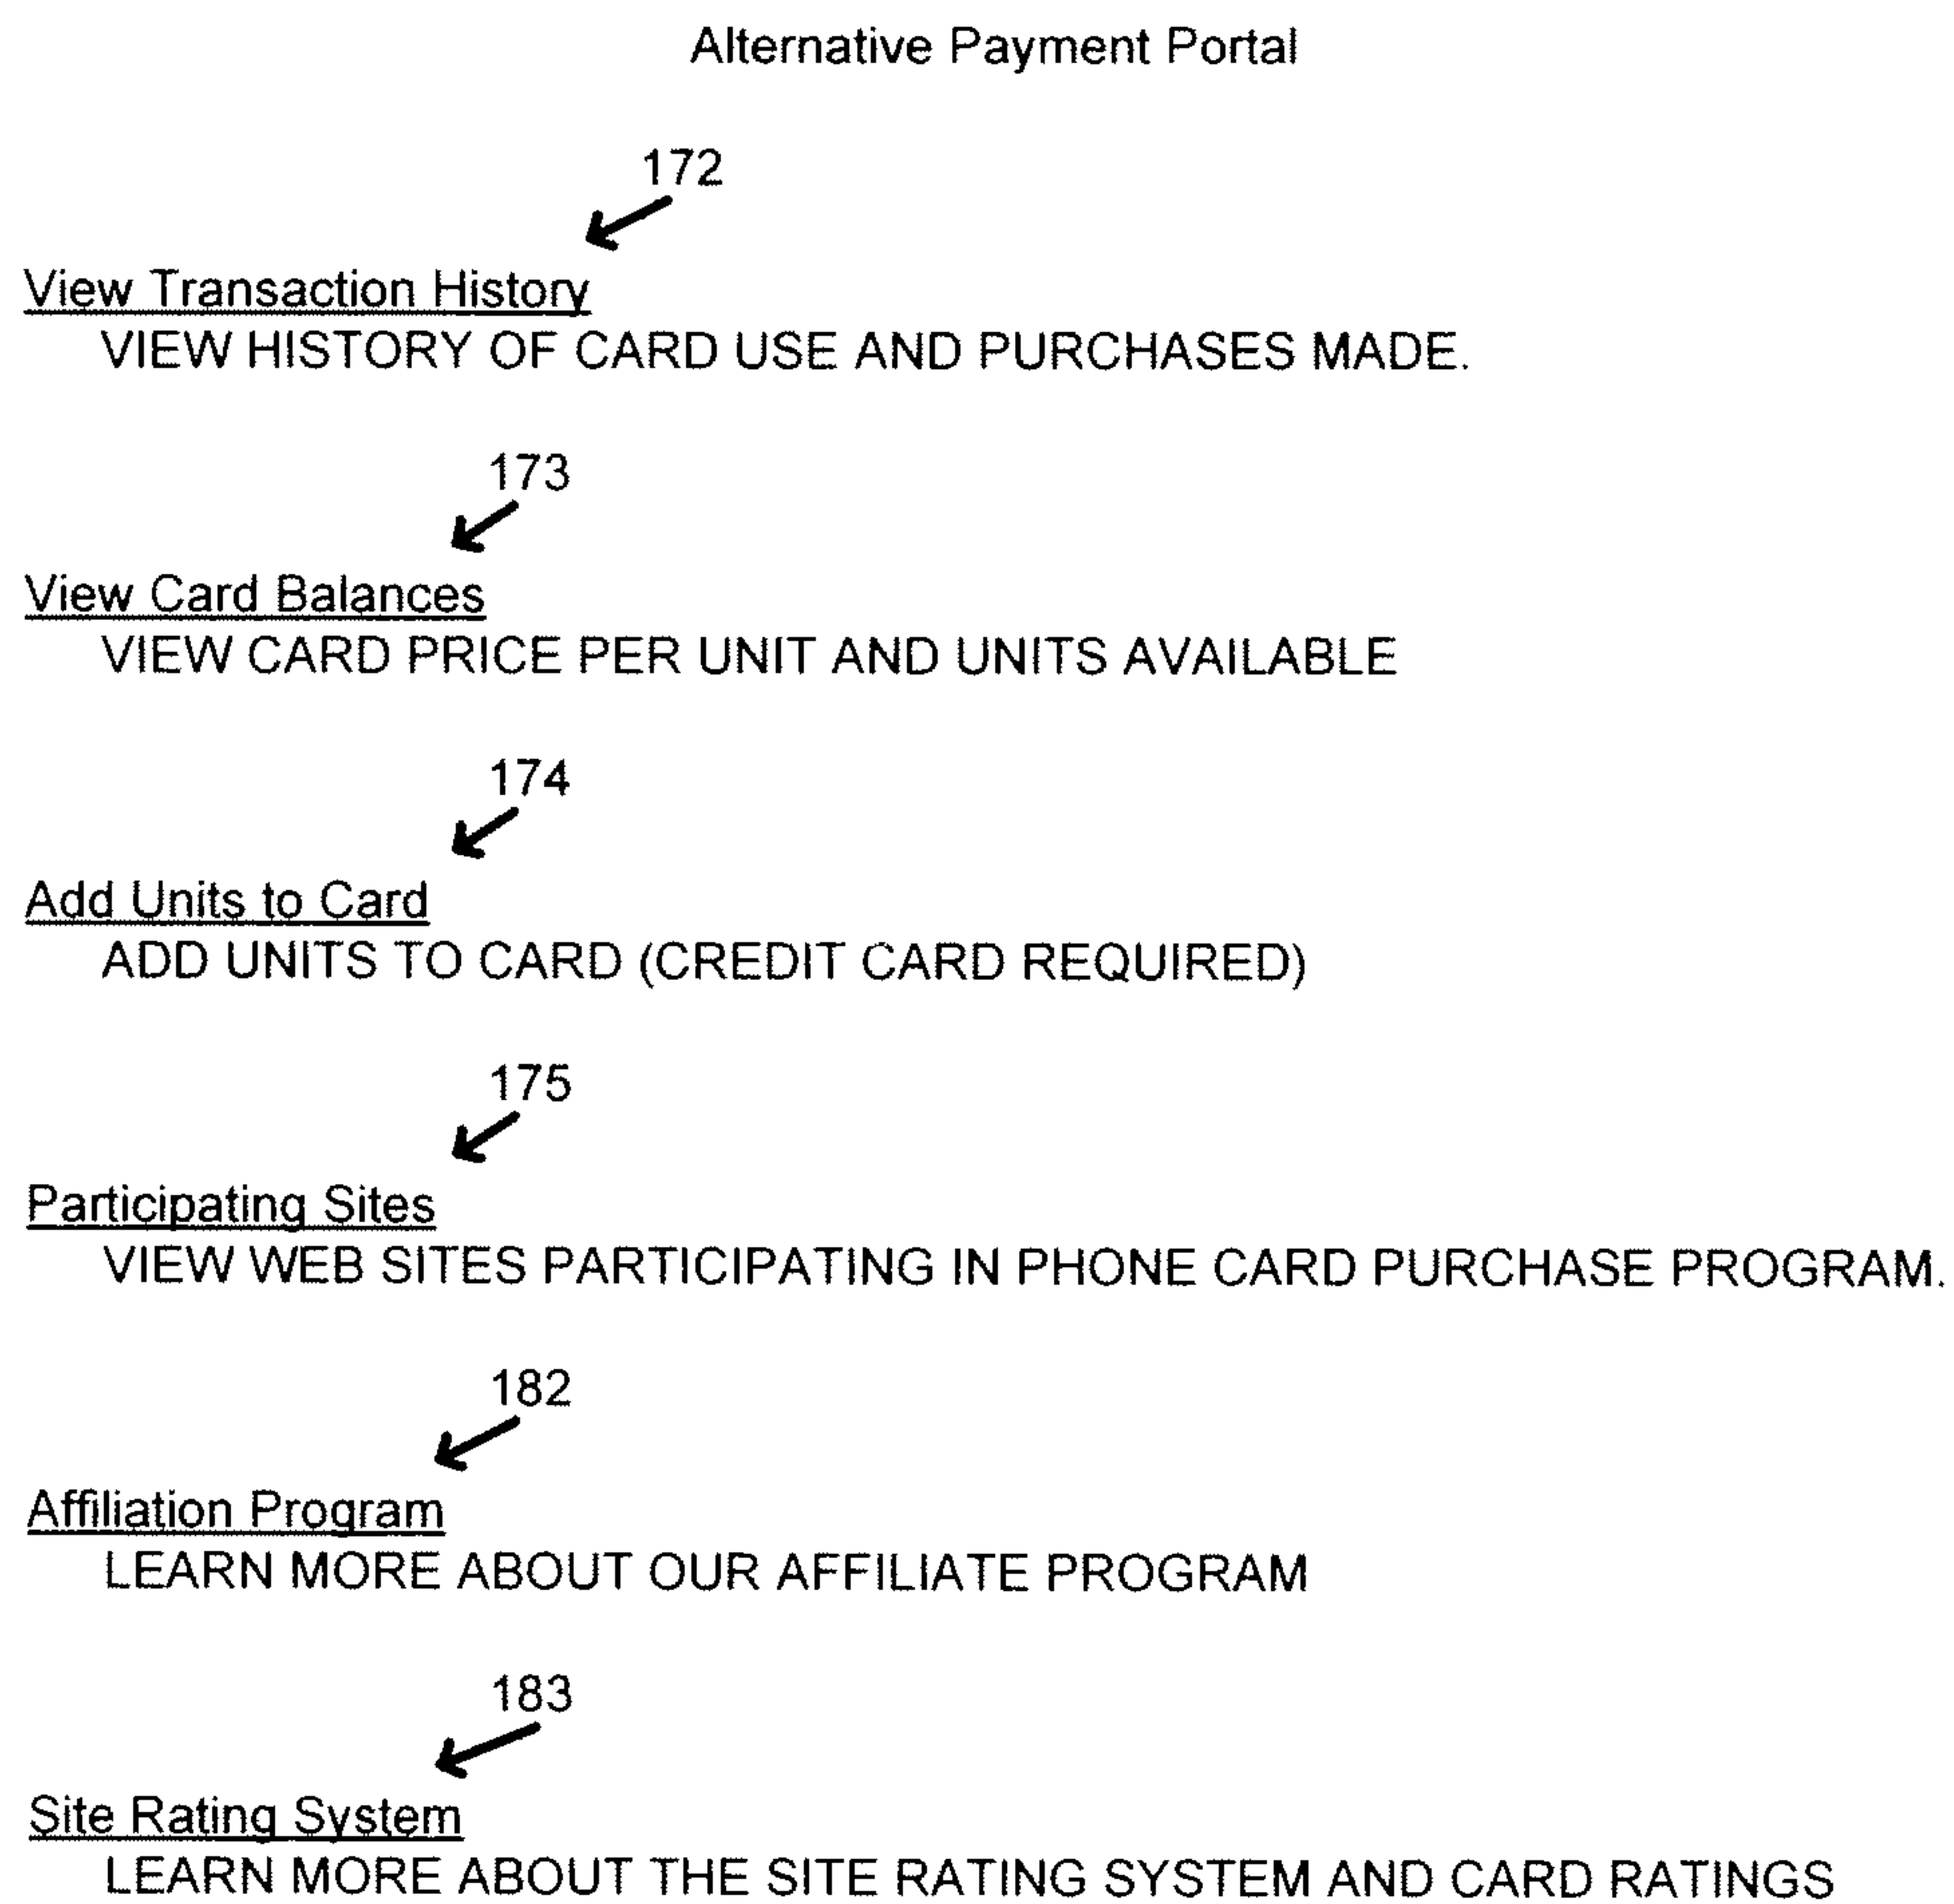 Alternative Payment Portal
172
View Transaction History
VIEW HISTORY OF CARD USE AND PURCHASES MADE.
173
View Card Balances
VIEW CARD PRICE PER UNIT AND UNITS AVAILABLE
174
Add Units to Card
ADD UNITS TO CARD (CREDIT CARD REQUIRED)
175
Participating Sites
VIEW WEB SITES PARTICIPATING IN PHONE CARD PURCHASE PROGRAM.
182
Affiliation Program
LEARN MORE ABOUT OUR AFFILIATE PROGRAM
183
Site Rating System
LEARN MORE ABOUT THE SITE RATING SYSTEM AND CARD RATINGS